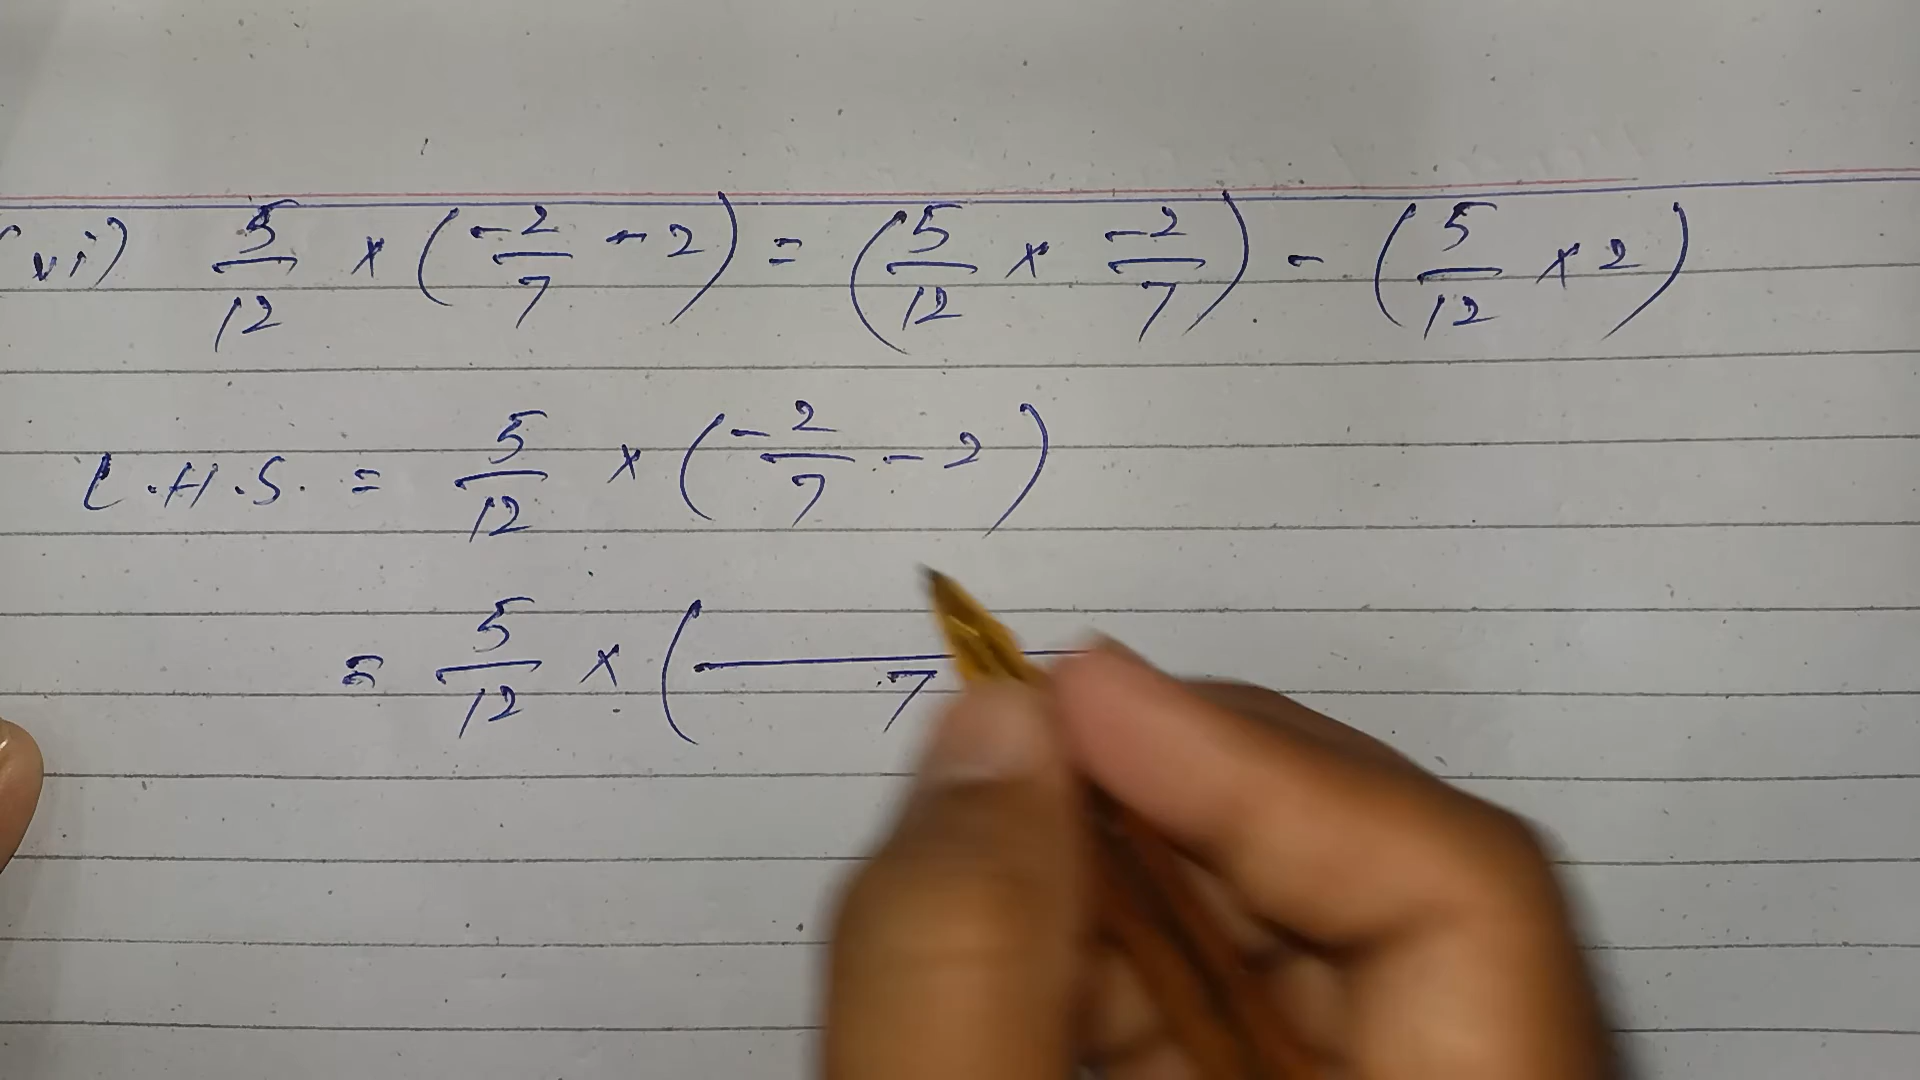 (vi) 5/12 × (-2/7 - 2) = (5/12 × -2/7) - (5/12 × 2)
L.H.S. = 5/12 × (-2/7 - 2)
= 5/12 × ( /7